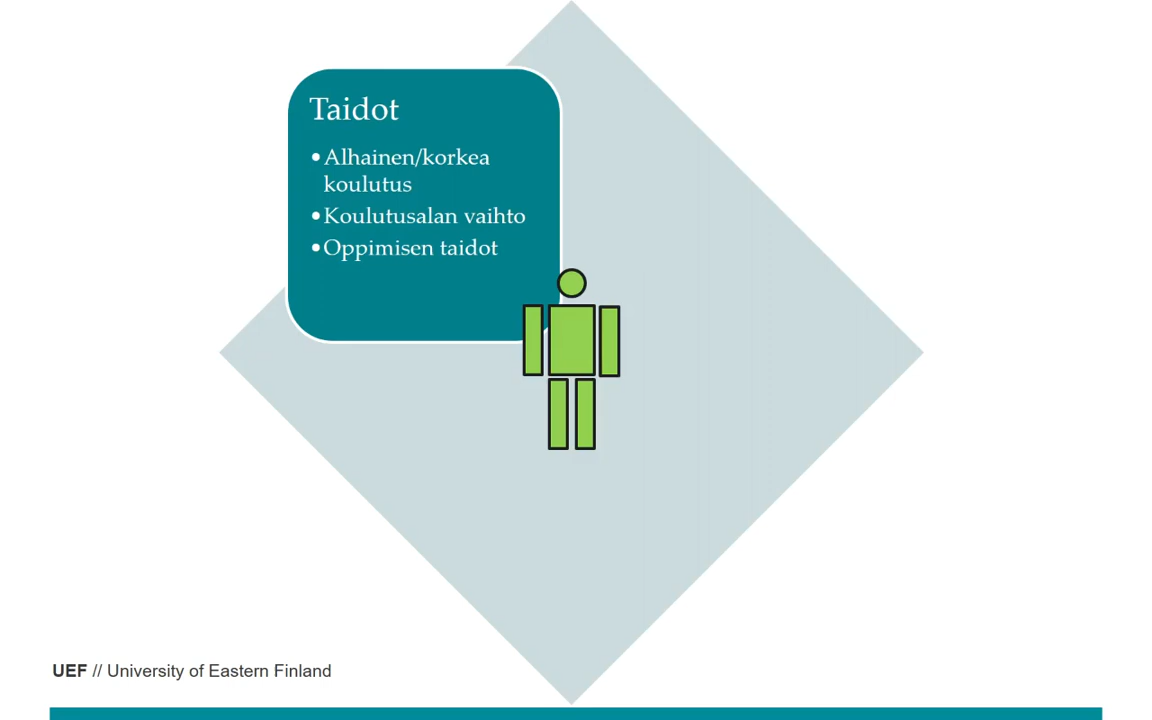 Taidot
•Alhainen/korkea
koulutus
•Koulutusalan vaihto
•Oppimisen taidot
UEF // University of Eastern Finland